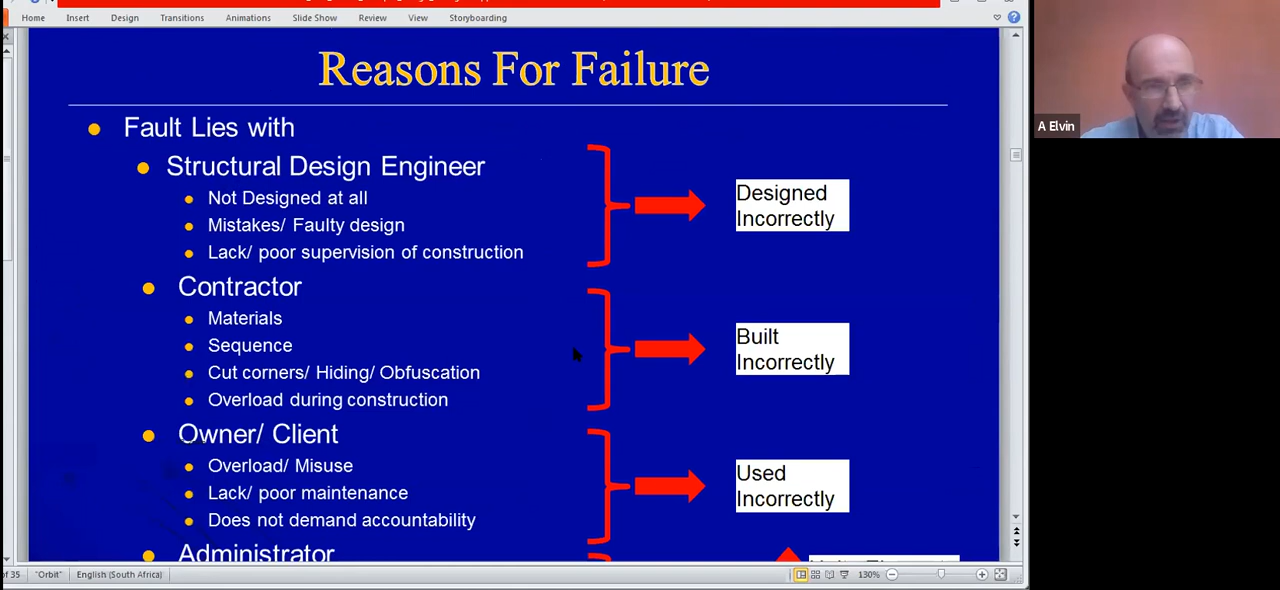 Home Insert Design Transitions Animations Slide Show Review View Storyboarding
Reasons For Failure
Fault Lies with
Structural Design Engineer
Not Designed at all
Mistakes/ Faulty design
Lack/ poor supervision of construction
Designed
Incorrectly
Contractor
Materials
Sequence
Cut corners/ Hiding/ Obfuscation
Overload during construction
Built
Incorrectly
Owner/ Client
Overload/ Misuse
Lack/ poor maintenance
Does not demand accountability
Used
Incorrectly
Administrator
of 35 "Orbit" English (South Africa) 130%
A Elvin